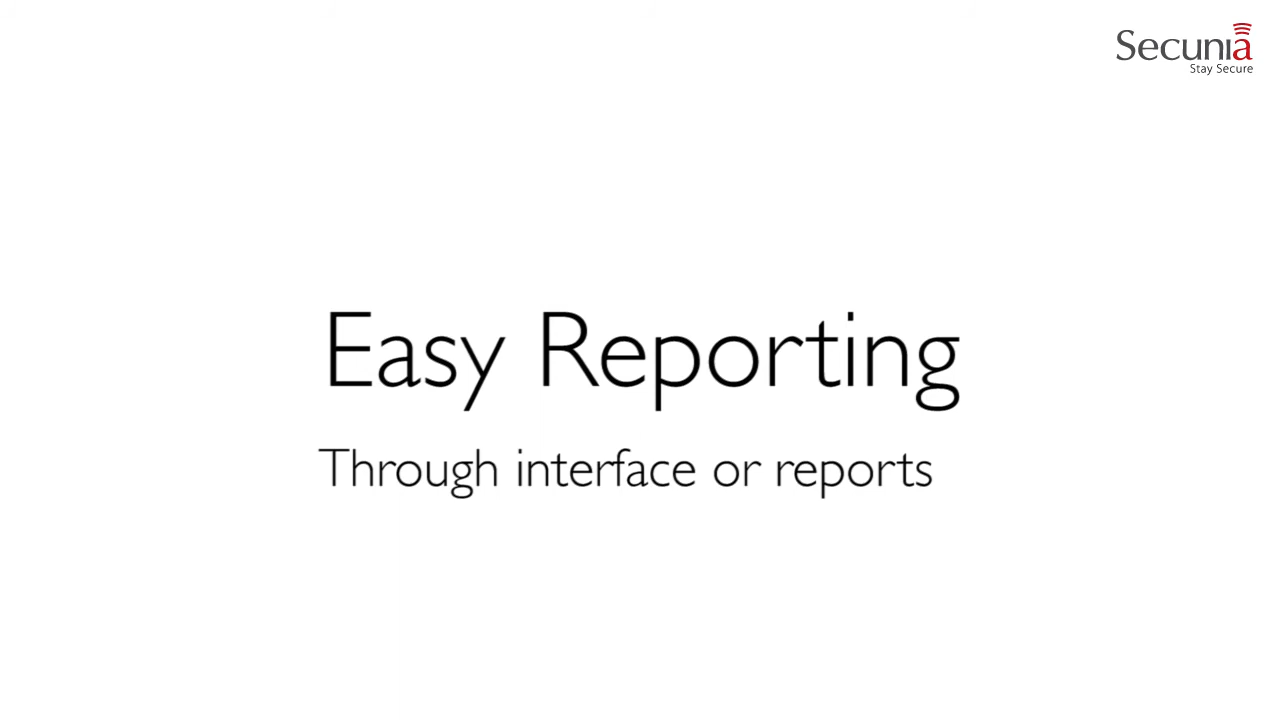 Secunia
Stay Secure
Easy Reporting
Through interface or reports